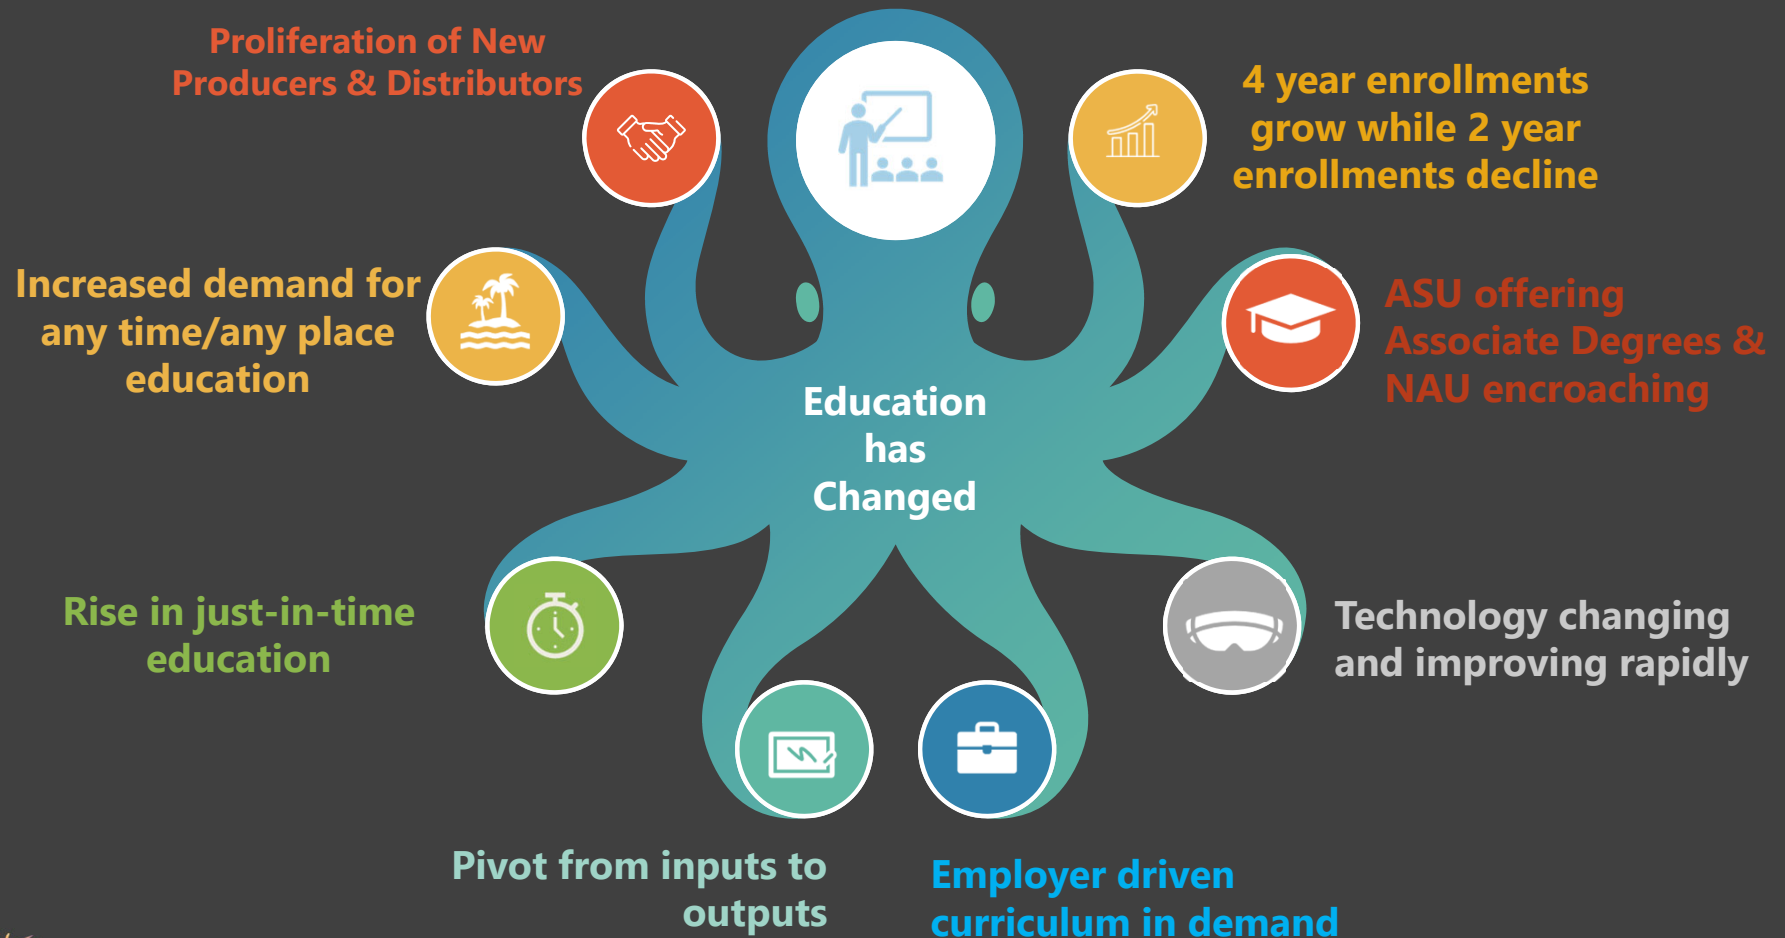 Proliferation of New
Producers & Distributors
4 year enrollments
grow while 2 year
enrollments decline
Increased demand for
any time/any place
education
ASU offering
Associate Degrees &
NAU encroaching
Education
has
Changed
Rise in just-in-time
education
Technology changing
and improving rapidly
Pivot from inputs to
outputs
Employer driven
curriculum in demand